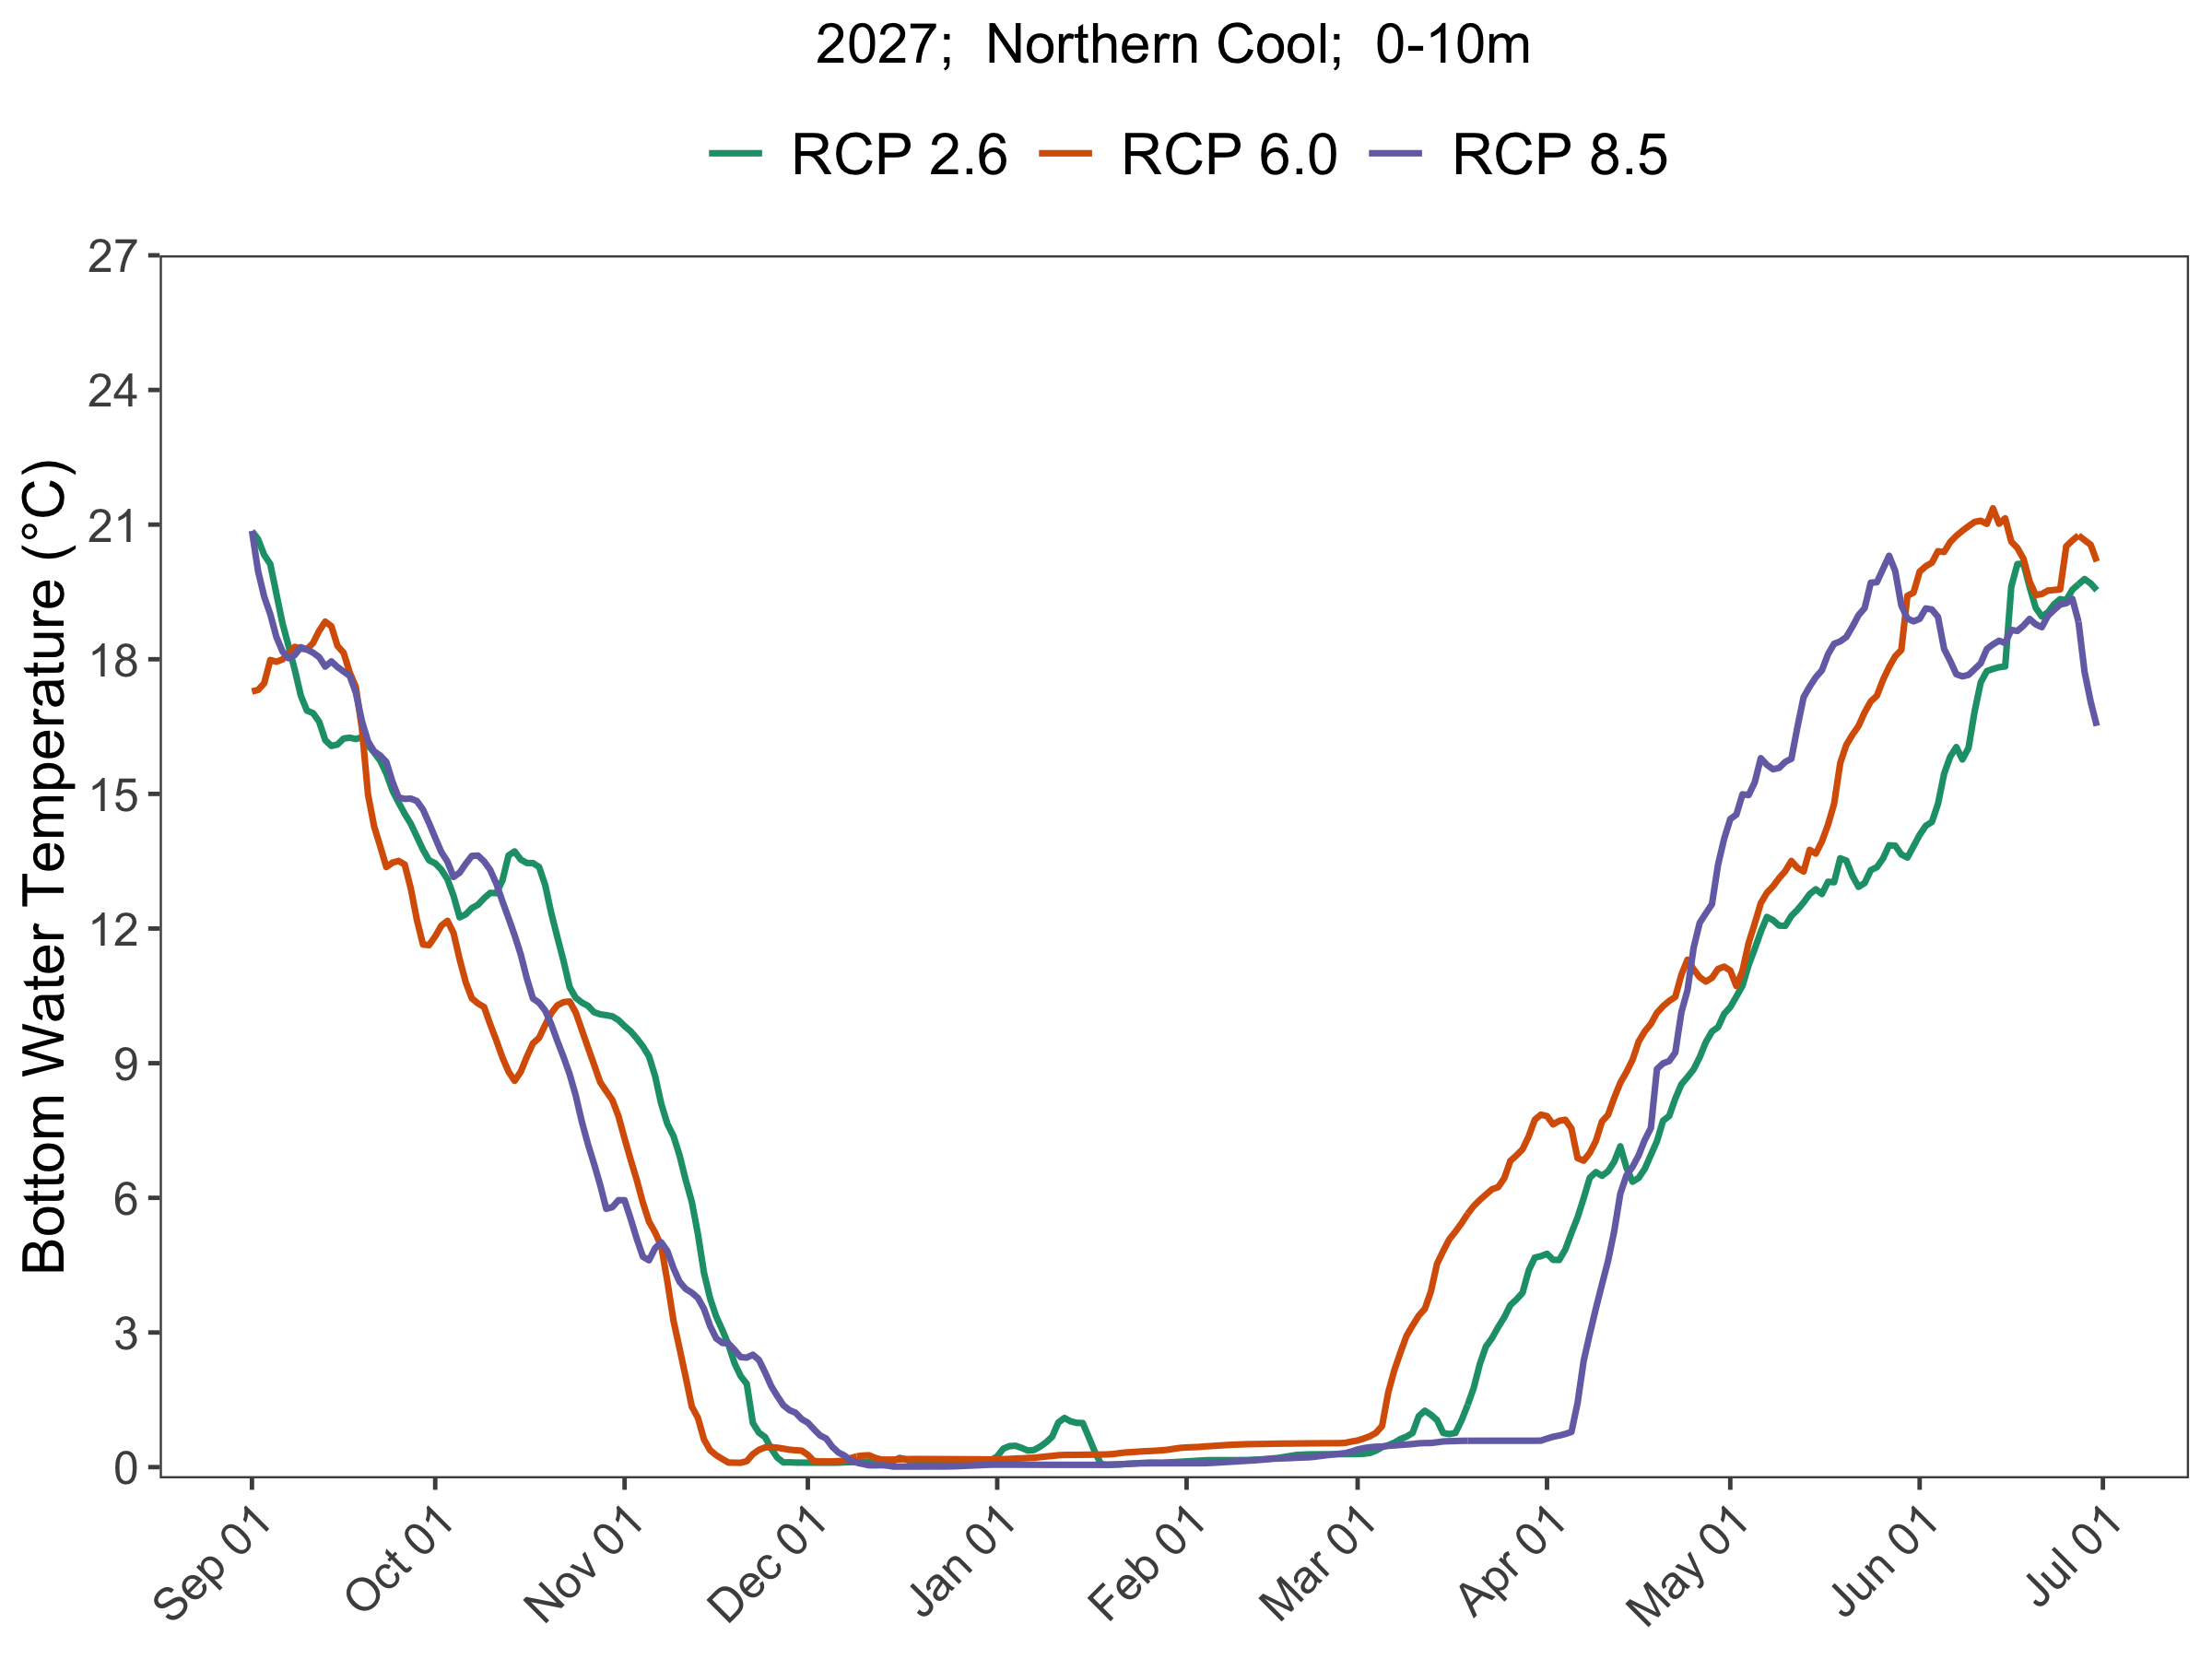 2027;  Northern Cool;  0-10m
RCP 2.6 RCP 6.0 RCP 8.5
Bottom Water Temperature (°C)
27
24
21
18
15
12
9
6
3
0
Sep 01 Oct 01 Nov 01 Dec 01 Jan 01 Feb 01 Mar 01 Apr 01 May 01 Jun 01 Jul 01